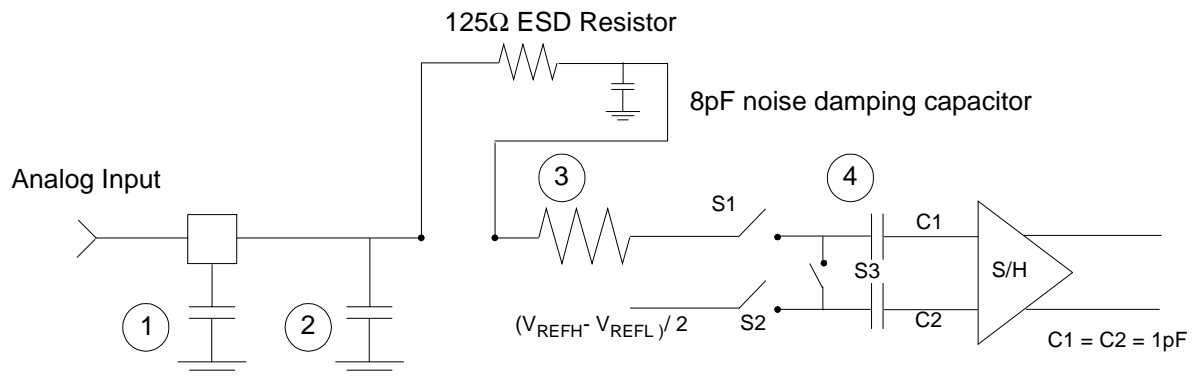 125Ω ESD Resistor
8pF noise damping capacitor
Analog Input
3
4
S1
C1
S/H
S3
1
2
(VREFH- VREFL )/ 2
S2
C2
C1 = C2 = 1pF